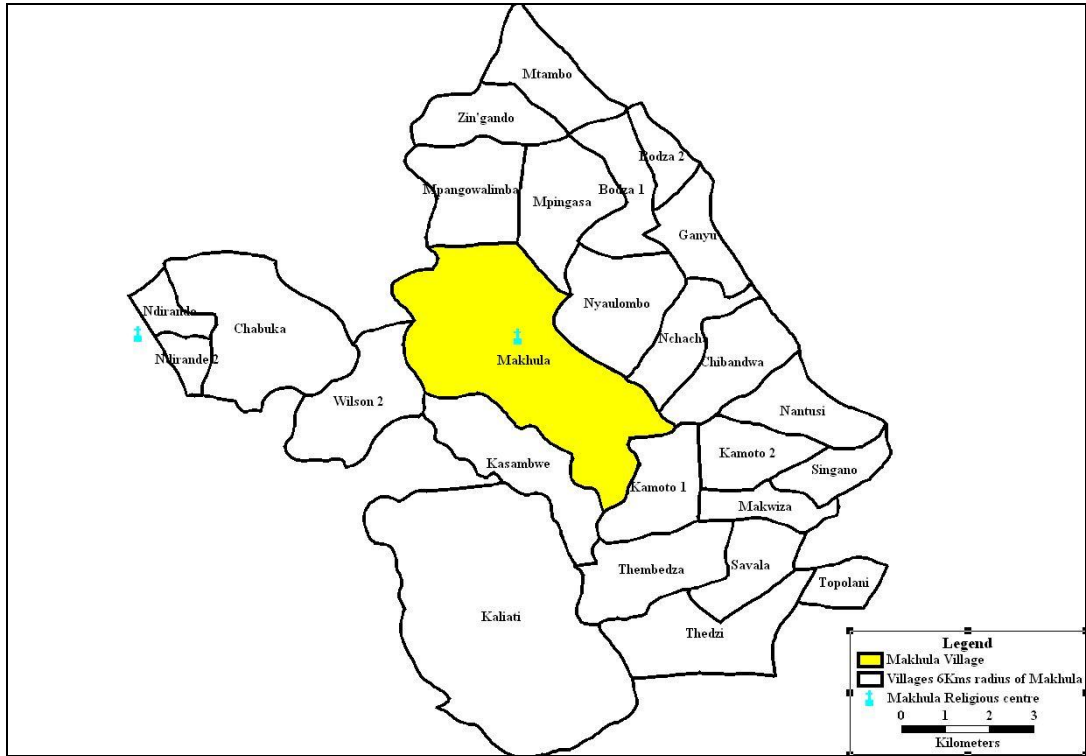 Mtambo
Zin'gando
Bodza 2
Mpangowalimba
Mpingasa
Bodza 1
Ganyu
Ndirande
Chabuka
Nyaulombo
Nchachi
Ndirande 2
Makhula
Chibandwa
Wilson 2
Nantusi
Kasambwe
Kamoto 2
Singano
Kamoto 1
Makwiza
Thembedza
Savala
Topolani
Kaliati
Thedzi
Legend
Makhula Village
Villages 6Kms radius of Makhula
Makhula Religious centre
0 1 2 3
Kilometers